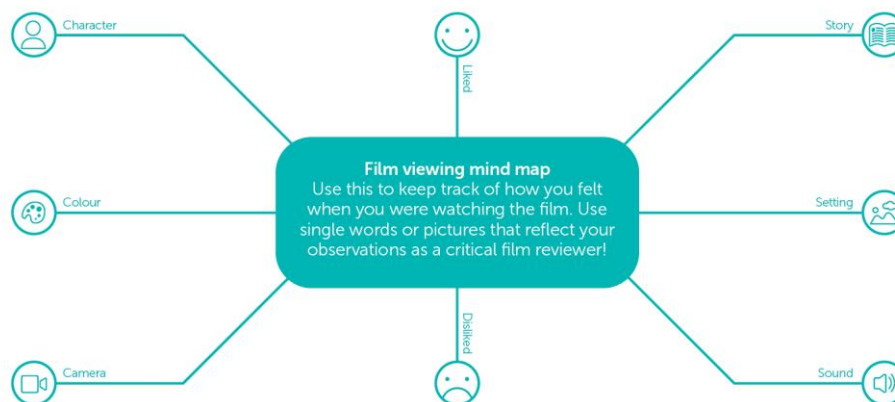 Character
Liked
Story
Film viewing mind map
Use this to keep track of how you felt
when you were watching the film. Use
single words or pictures that reflect your
observations as a critical film reviewer!
Colour
Setting
Camera
Disliked
Sound